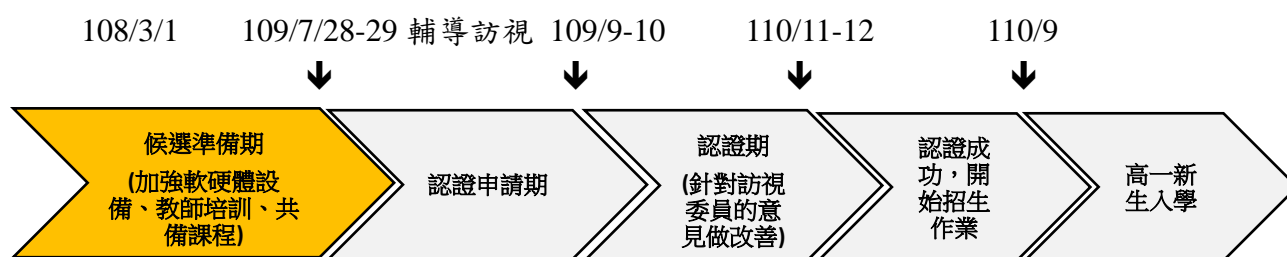 108/3/1 109/7/28-29 輔導訪視 109/9-10 110/11-12 110/9
候選準備期
(加強軟硬體設
備、教師培訓、共
備課程)
認證申請期
認證期
(針對訪視
委員的意
見做改善)
認證成
功，開
始招生
作業
高一新
生入學